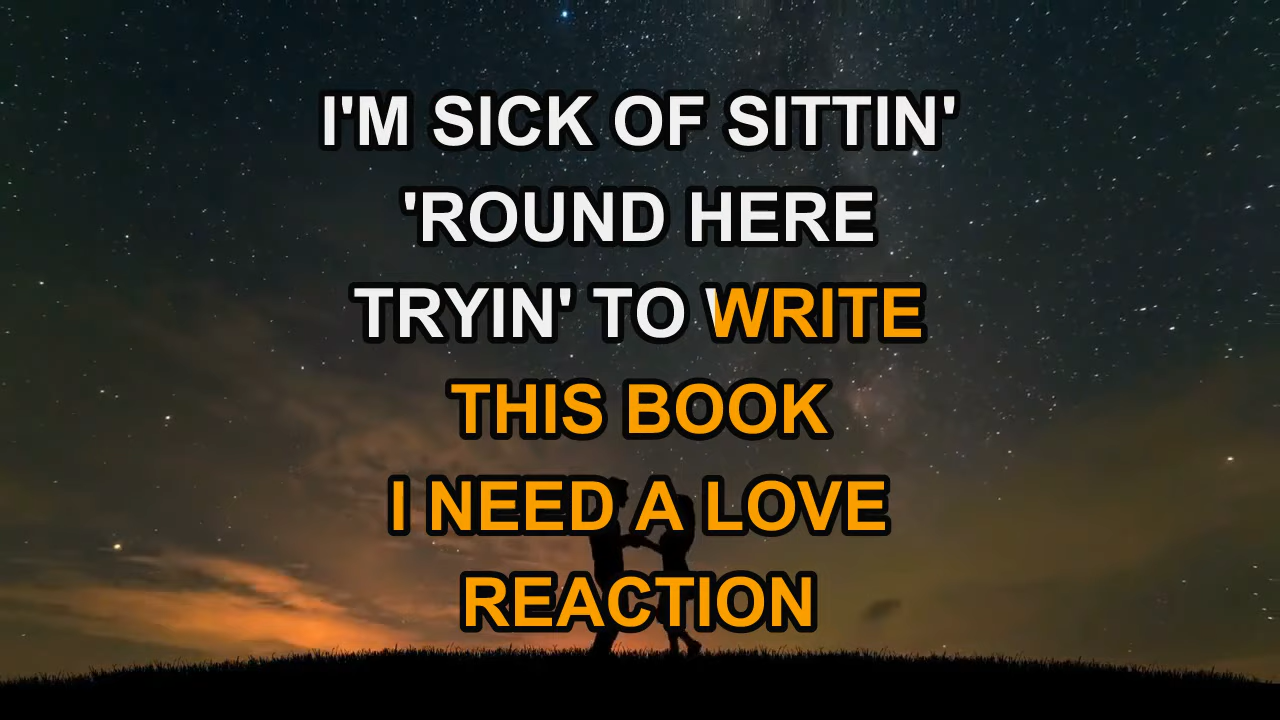 I'M SICK OF SITTIN'
'ROUND HERE
TRYIN' TO WRITE
THIS BOOK
I NEED A LOVE
REACTION